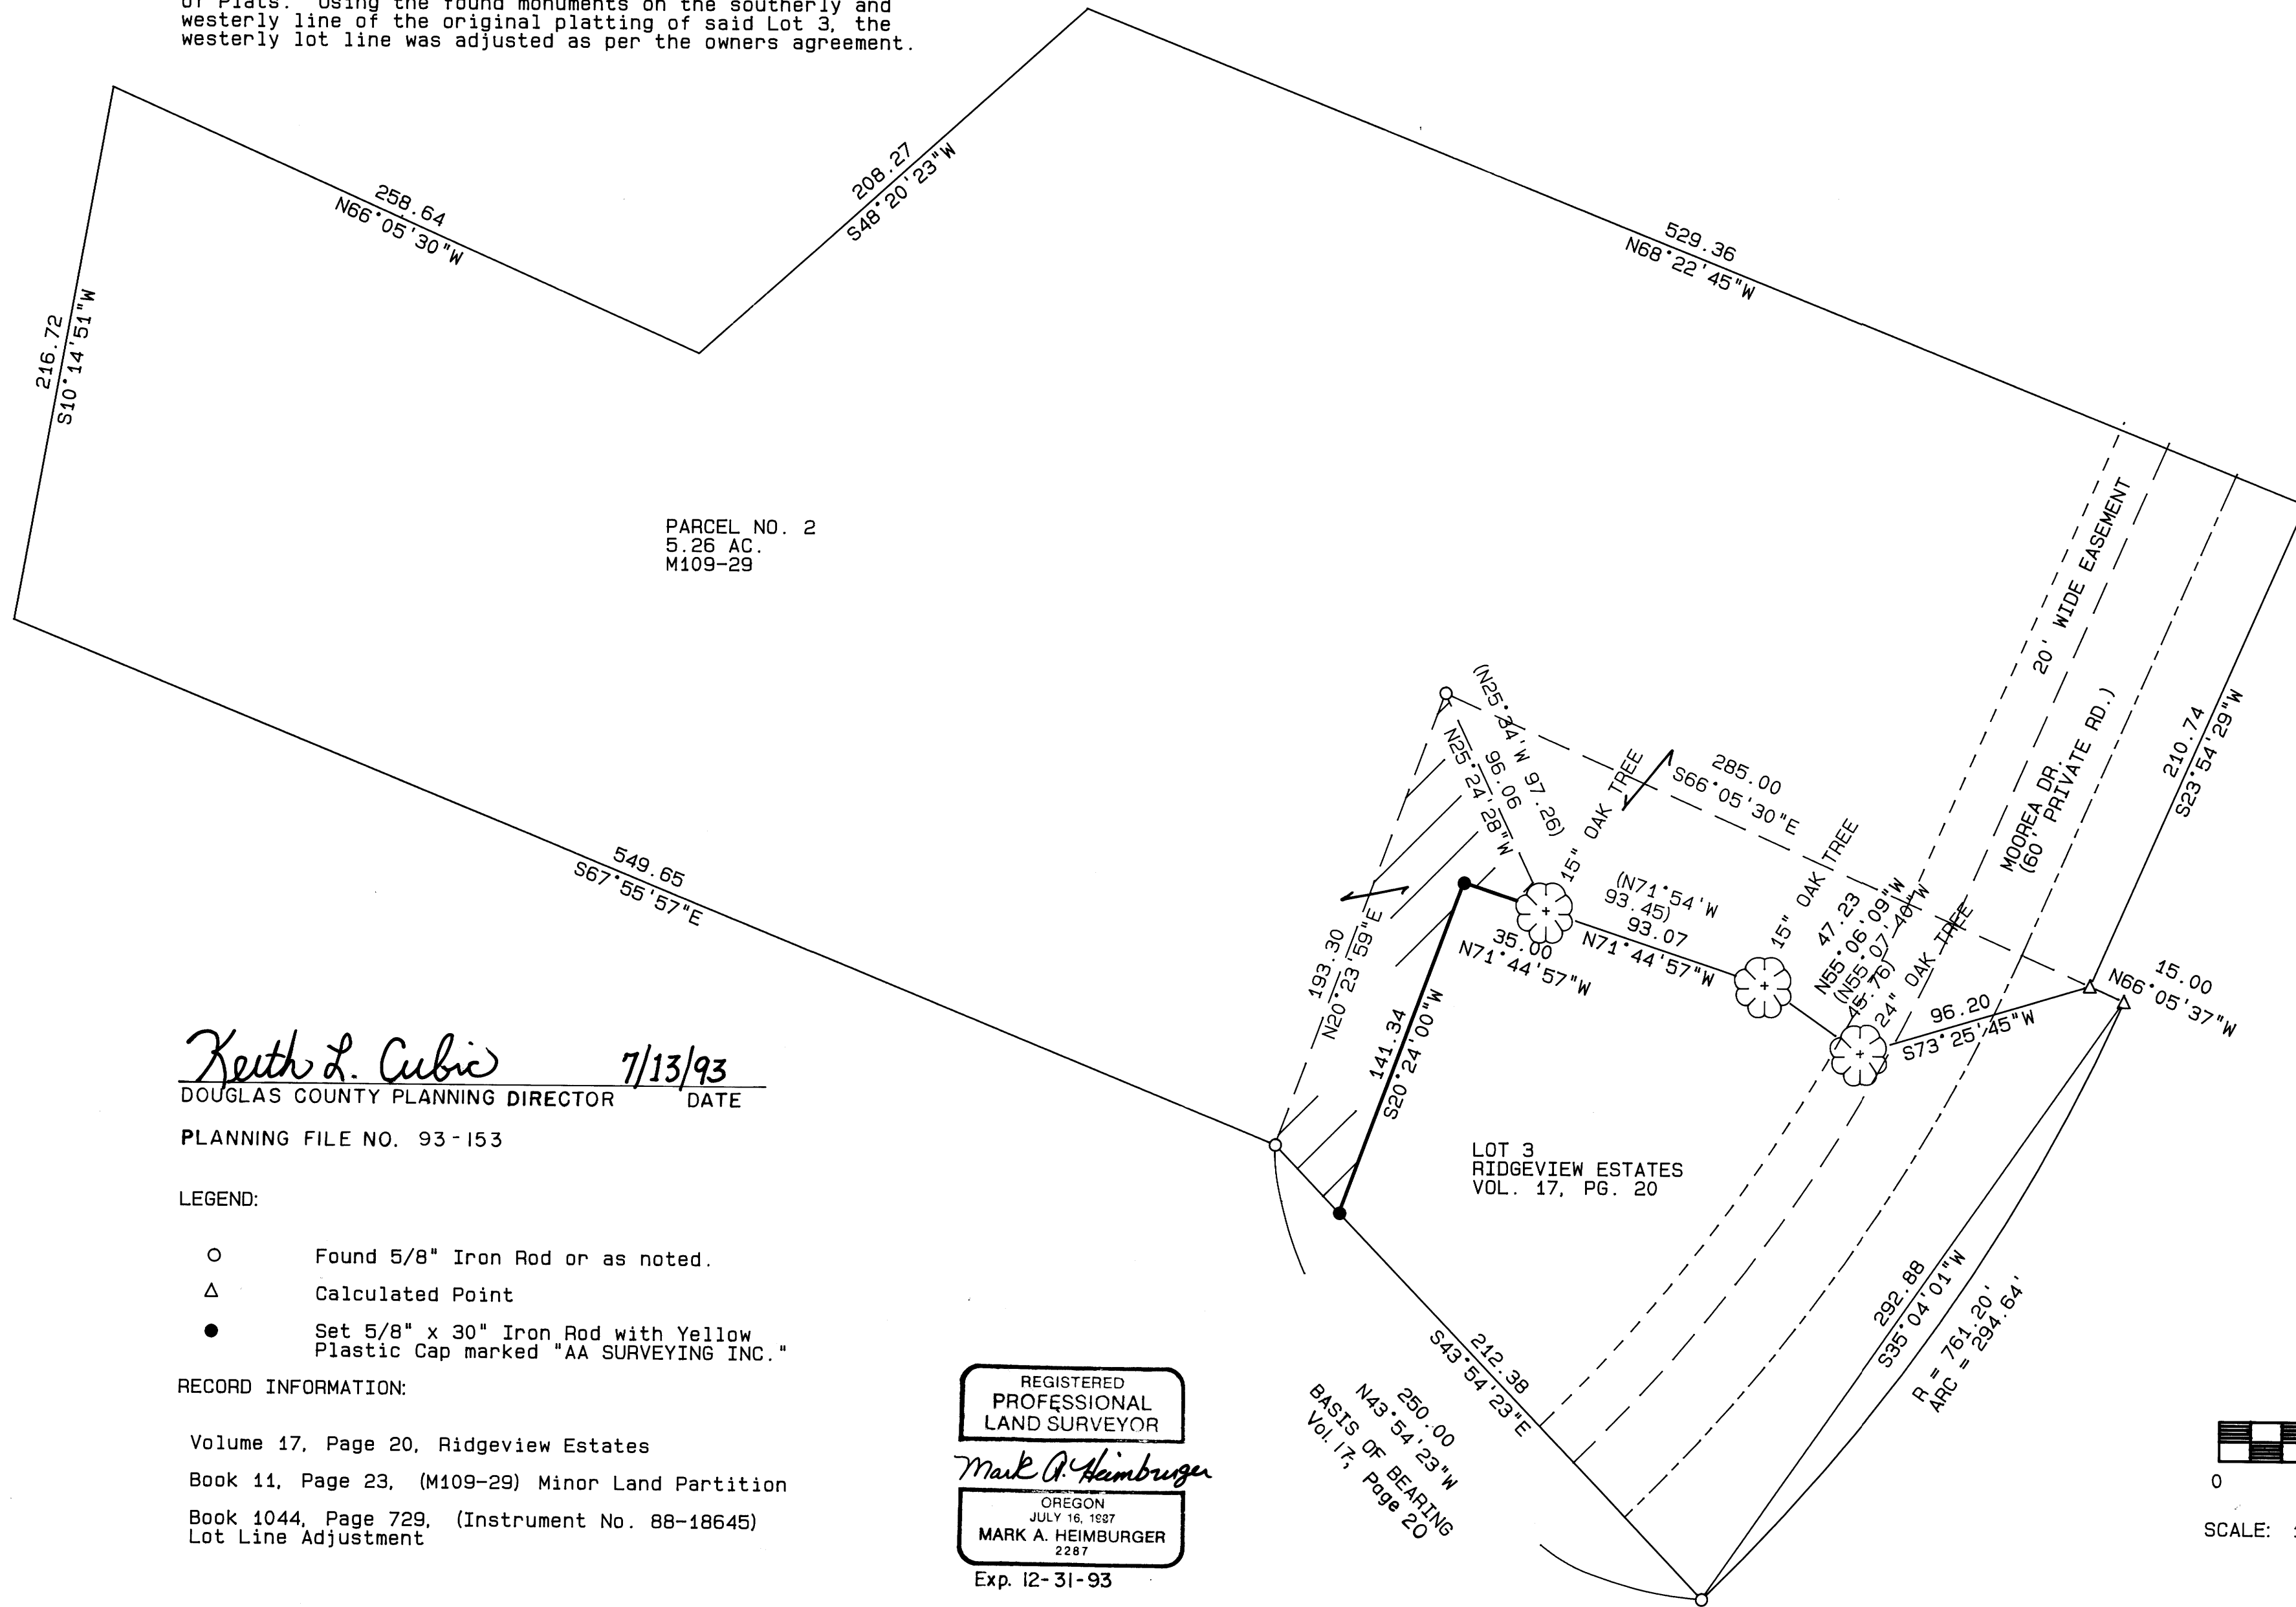 of Plats. Using the found monuments on the southerly and
westerly line of the original platting of said Lot 3, the
westerly lot line was adjusted as per the owners agreement.
258.64
N66°05'30"W
208.27
S48°20'23"W
529.36
N68°22'45"W
216.72
S10°14'51"W
PARCEL NO. 2
5.26 AC.
M109-29
20' WIDE EASEMENT
MOOREA DR.
(60' PRIVATE RD.)
210.74
S23°54'29"W
(N25°34'W 97.26)
96.06
N25°24'28"W
15" OAK TREE
285.00
S66°05'30"E
15" OAK TREE
(N71°54'W
93.45)
93.07
N71°44'57"W
35.00
N71°44'57"W
47.23
N55°06'09"W
(N55°07'40"W
45.76)
24" OAK TREE
96.20
S73°25'45"W
15.00
N66°05'37"W
549.65
S67°55'57"E
193.30
N20°23'59"E
141.34
S20°24'00"W
LOT 3
RIDGEVIEW ESTATES
VOL. 17, PG. 20
292.88
S35°04'01"W
R = 761.20'
ARC = 294.64'
212.38
S43°54'23"E
250.00
N43°54'23"W
BASIS OF BEARING
Vol. 17, Page 20
Keith L. Cubic 7/13/93
DOUGLAS COUNTY PLANNING DIRECTOR DATE
PLANNING FILE NO. 93-153
LEGEND:
Found 5/8" Iron Rod or as noted.
Calculated Point
Set 5/8" x 30" Iron Rod with Yellow
Plastic Cap marked "AA SURVEYING INC."
RECORD INFORMATION:
Volume 17, Page 20, Ridgeview Estates
Book 11, Page 23, (M109-29) Minor Land Partition
Book 1044, Page 729, (Instrument No. 88-18645)
Lot Line Adjustment
REGISTERED
PROFESSIONAL
LAND SURVEYOR
Mark A. Heimburger
OREGON
JULY 16, 1987
MARK A. HEIMBURGER
2287
Exp. 12-31-93
0
SCALE: